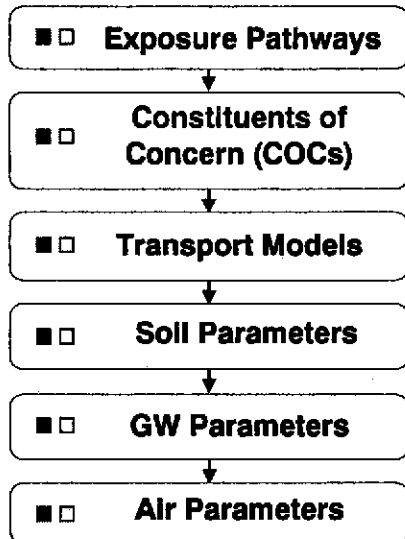 Exposure Pathways
Constituents of
Concern (COCs)
Transport Models
Soil Parameters
GW Parameters
Air Parameters